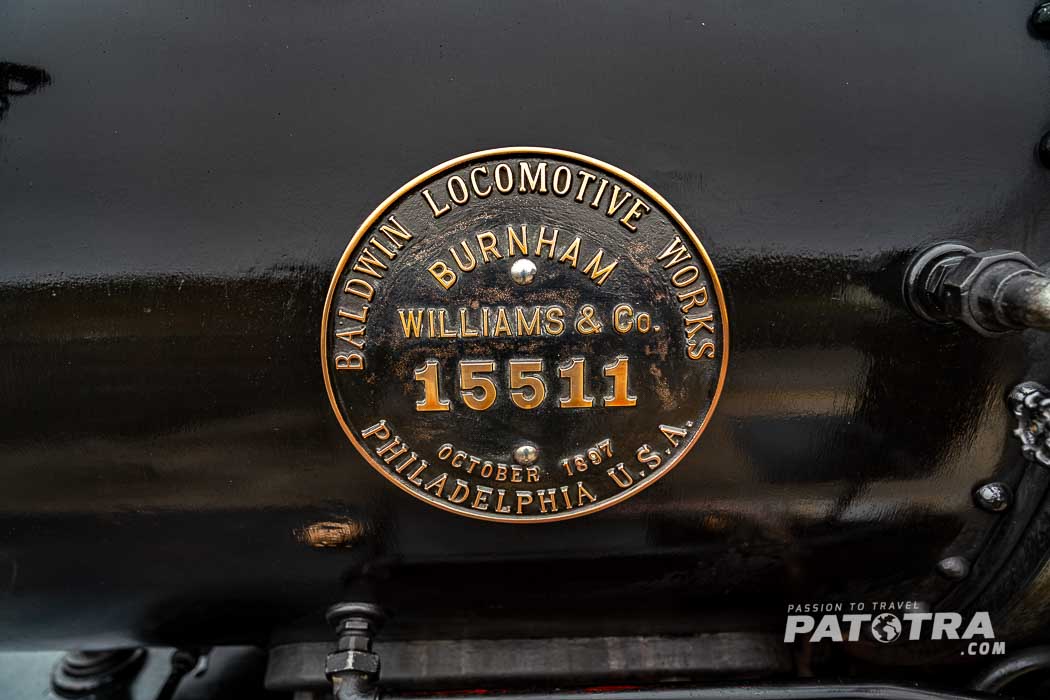 BALDWIN LOCOMOTIVE WORKS
BURNHAM
WILLIAMS & Co.
15511
OCTOBER 1897
PHILADELPHIA U.S.A.
PASSION TO TRAVEL
PATOTRA
.COM